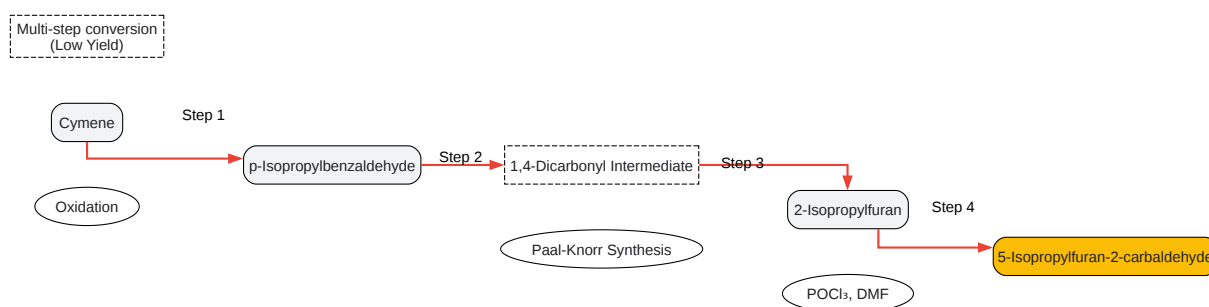 Multi-step conversion
(Low Yield)
Cymene
Step 1
p-Isopropylbenzaldehyde
Step 2
1,4-Dicarbonyl Intermediate
Step 3
Oxidation
2-Isopropylfuran
Step 4
Paal-Knorr Synthesis
5-Isopropylfuran-2-carbaldehyde
POCl₃, DMF